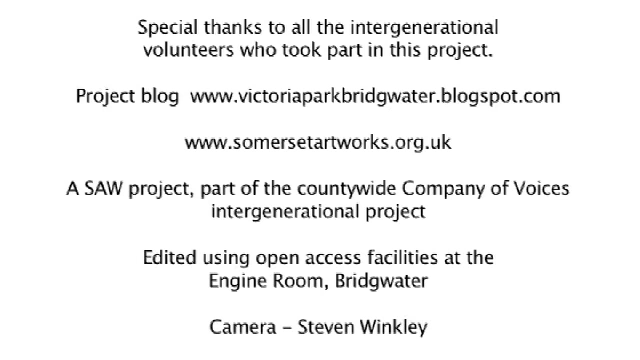 Special thanks to all the intergenerational
volunteers who took part in this project.
Project blog www.victoriaparkbridgwater.blogspot.com
www.somersetartworks.org.uk
A SAW project, part of the countywide Company of Voices
intergenerational project
Edited using open access facilities at the
Engine Room, Bridgwater
Camera – Steven Winkley